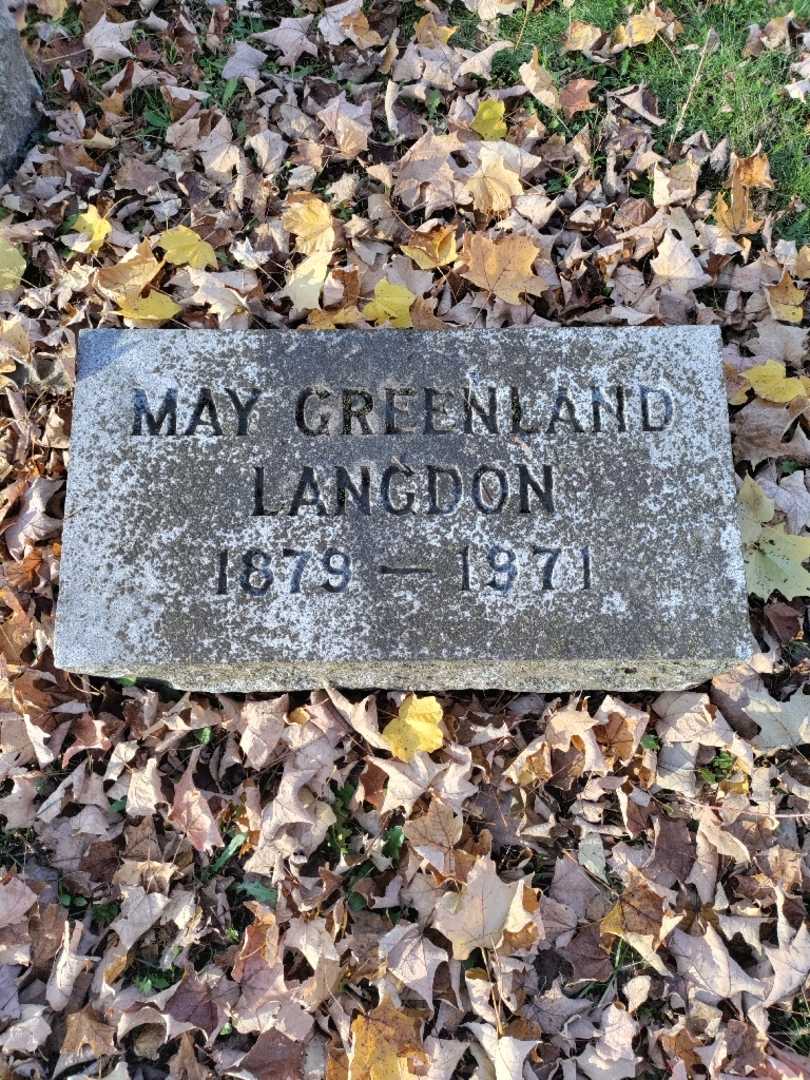 MAY GREENLAND
LANGDON
1879 — 1971